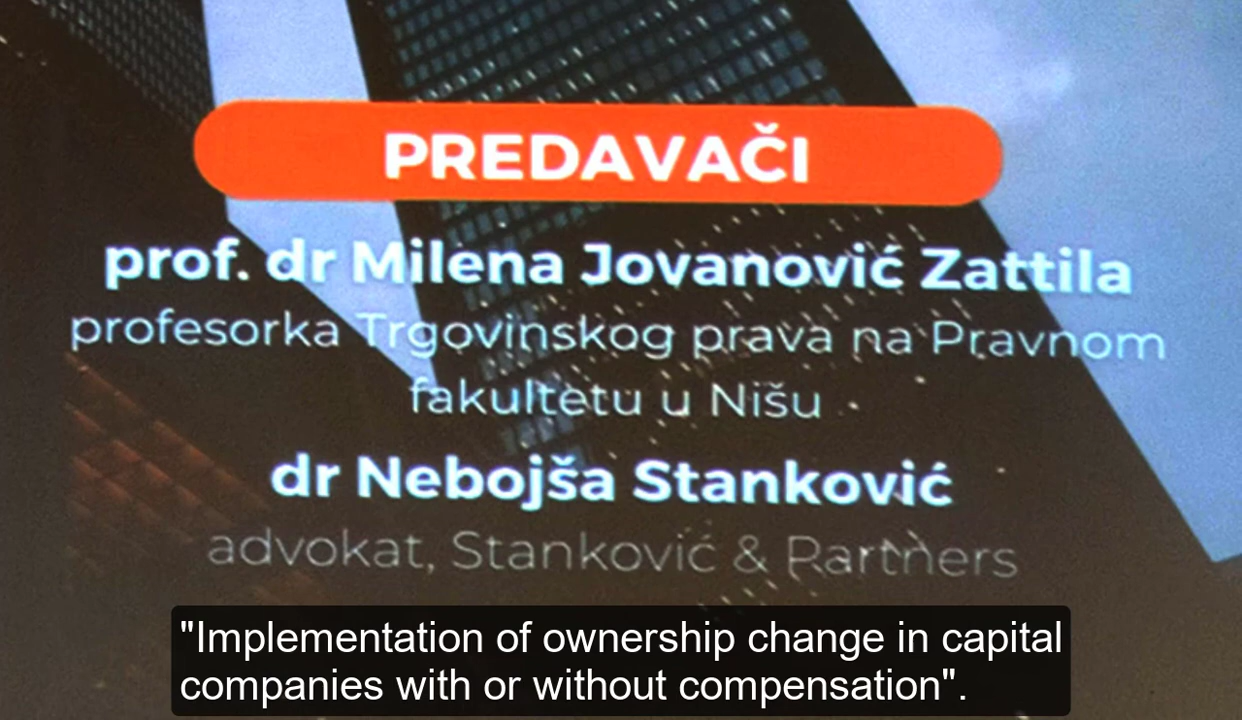 PREDAVAČI
prof. dr Milena Jovanović Zattila
profesorka Trgovinskog prava na Pravnom
fakultetu u Nišu
dr Nebojša Stanković
advokat, Stanković & Partners
"Implementation of ownership change in capital
companies with or without compensation".